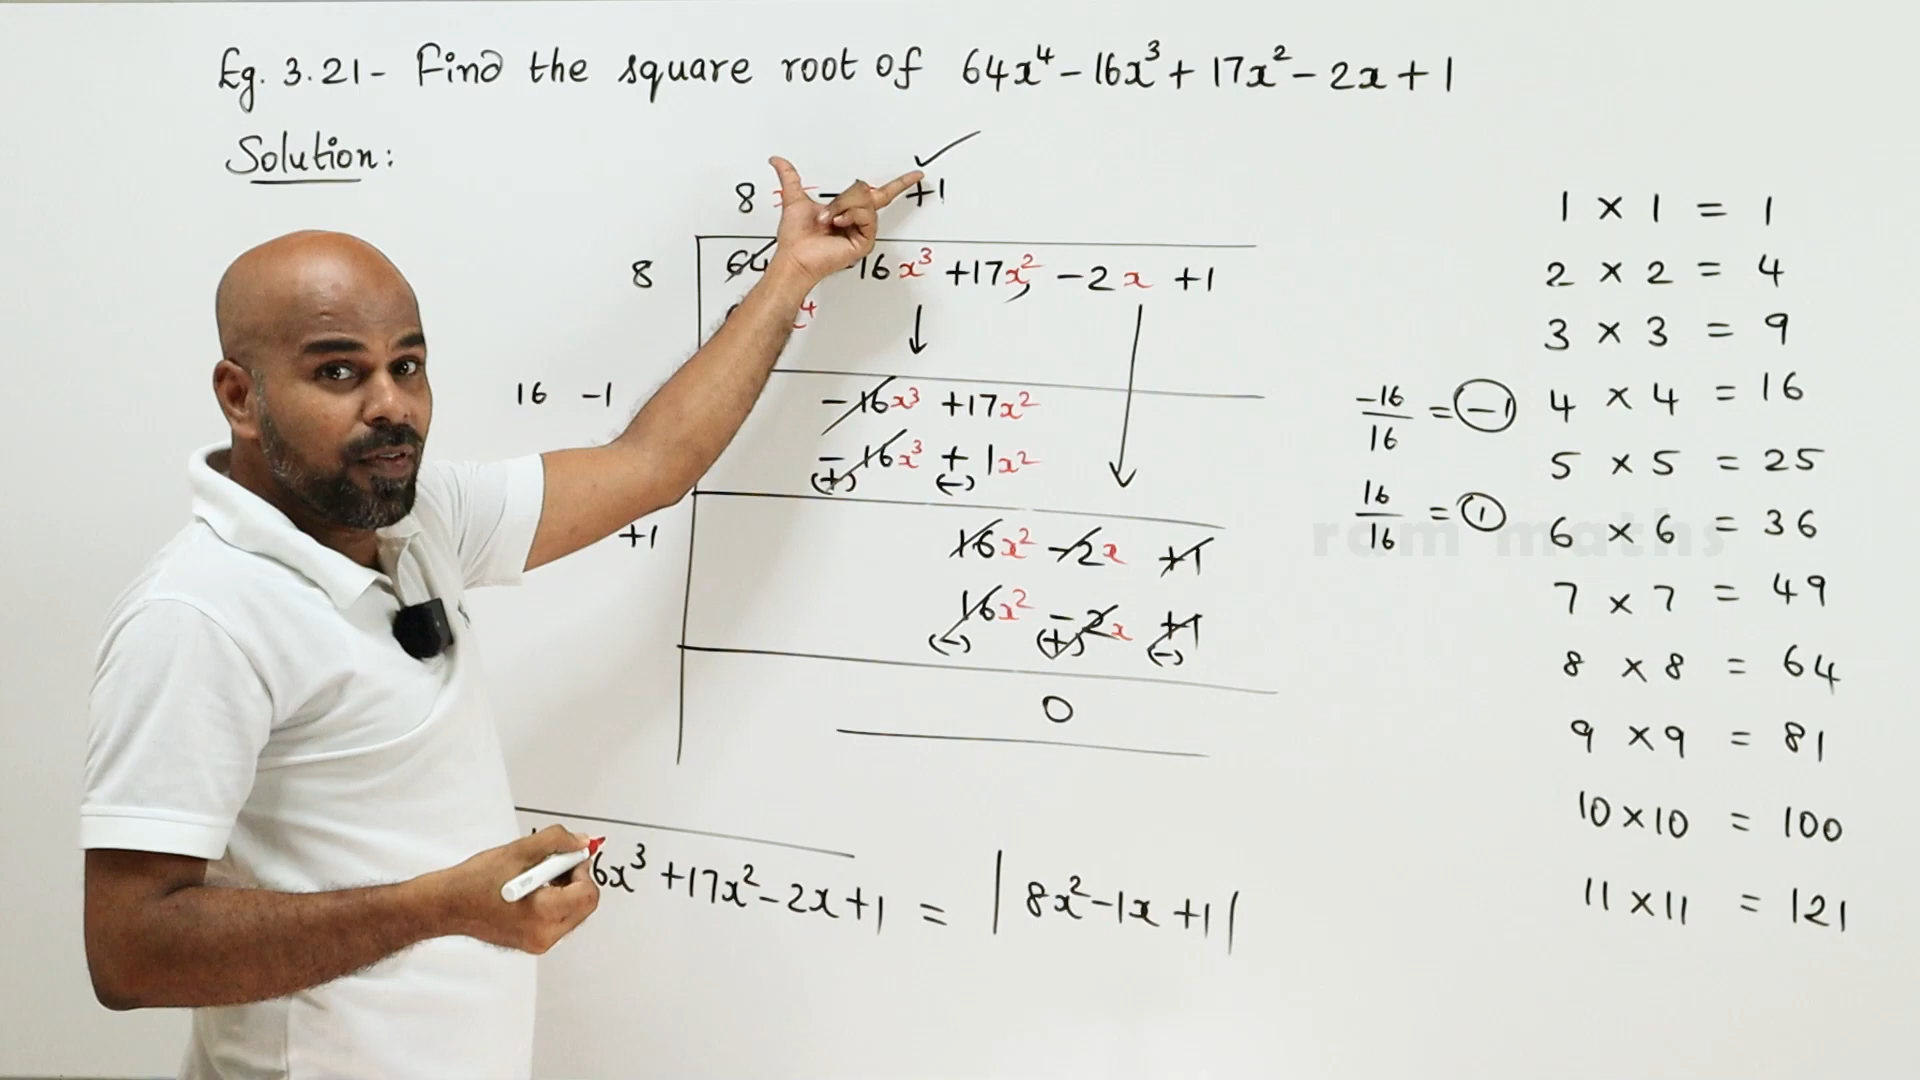 Eg. 3.21 - Find the square root of 64x⁴ - 16x³ + 17x² - 2x + 1
Solution:
8 - +1
8 64 -16x³ +17x² -2x +1
4
16 -1 -16x³ +17x²
-16x³ + 1x²
(+) (-)
+1 16x² -2x +1
16x² -2x +1
(-) (+) (-)
0
6x³ +17x² -2x +1 = | 8x² -1x +1 |
-16/16 = -1
16/16 = 1
1 × 1 = 1
2 × 2 = 4
3 × 3 = 9
4 × 4 = 16
5 × 5 = 25
6 × 6 = 36
7 × 7 = 49
8 × 8 = 64
9 × 9 = 81
10 × 10 = 100
11 × 11 = 121
ram maths